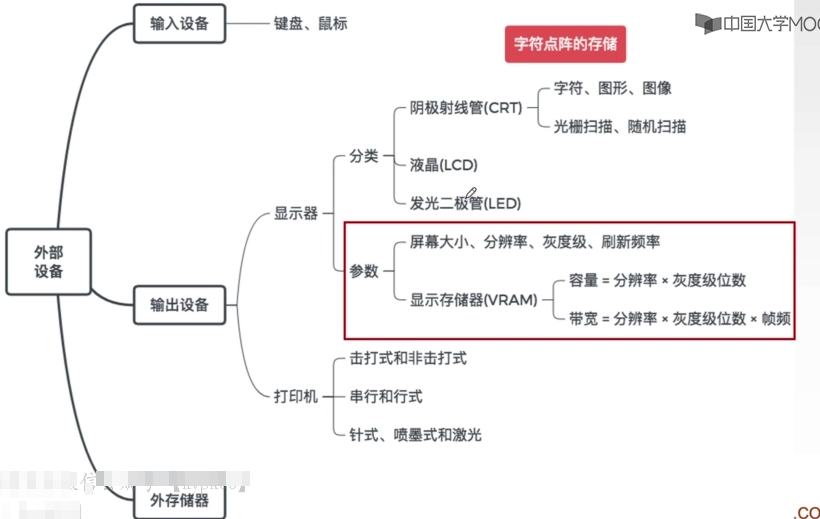 字符点阵的存储
中国大学MOO
外部
设备
输入设备
键盘、鼠标
输出设备
显示器
分类
阴极射线管(CRT)
字符、图形、图像
光栅扫描、随机扫描
液晶(LCD)
发光二极管(LED)
参数
屏幕大小、分辨率、灰度级、刷新频率
显示存储器(VRAM)
容量 = 分辨率 × 灰度级位数
带宽 = 分辨率 × 灰度级位数 × 帧频
打印机
击打式和非击打式
串行和行式
针式、喷墨式和激光
外存储器
.CO